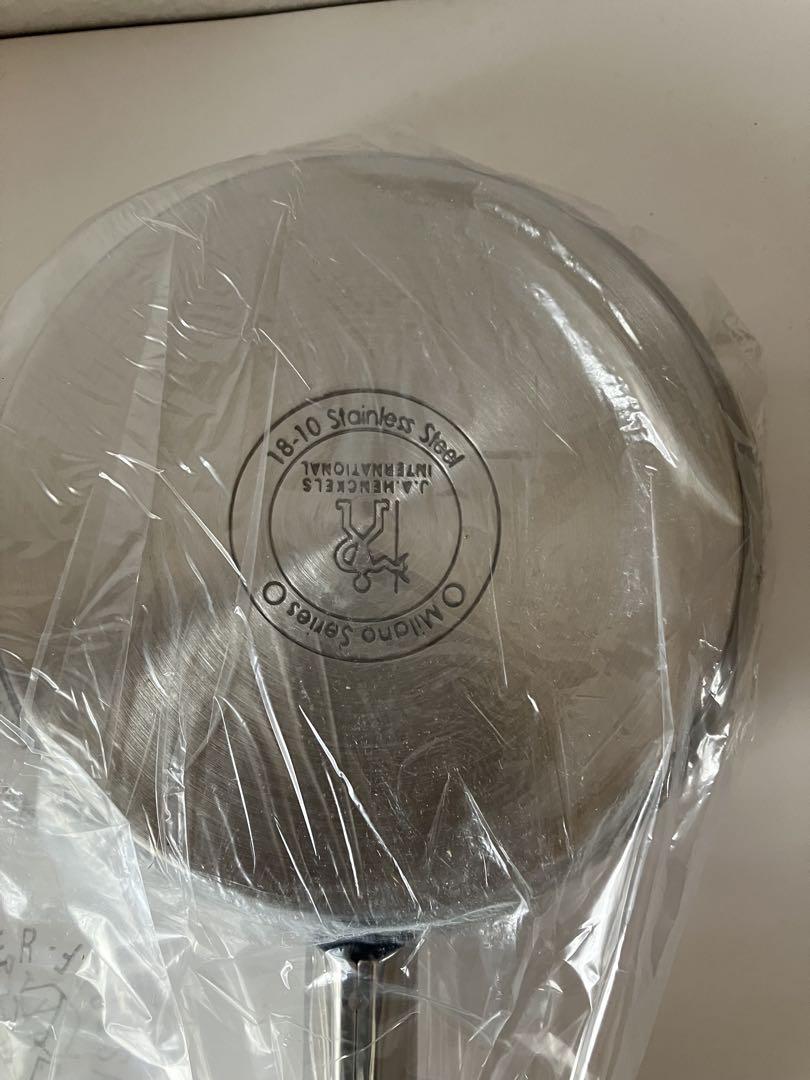 18-10 Stainless Steel
J.A.HENCKELS
INTERNATIONAL
Milano Series